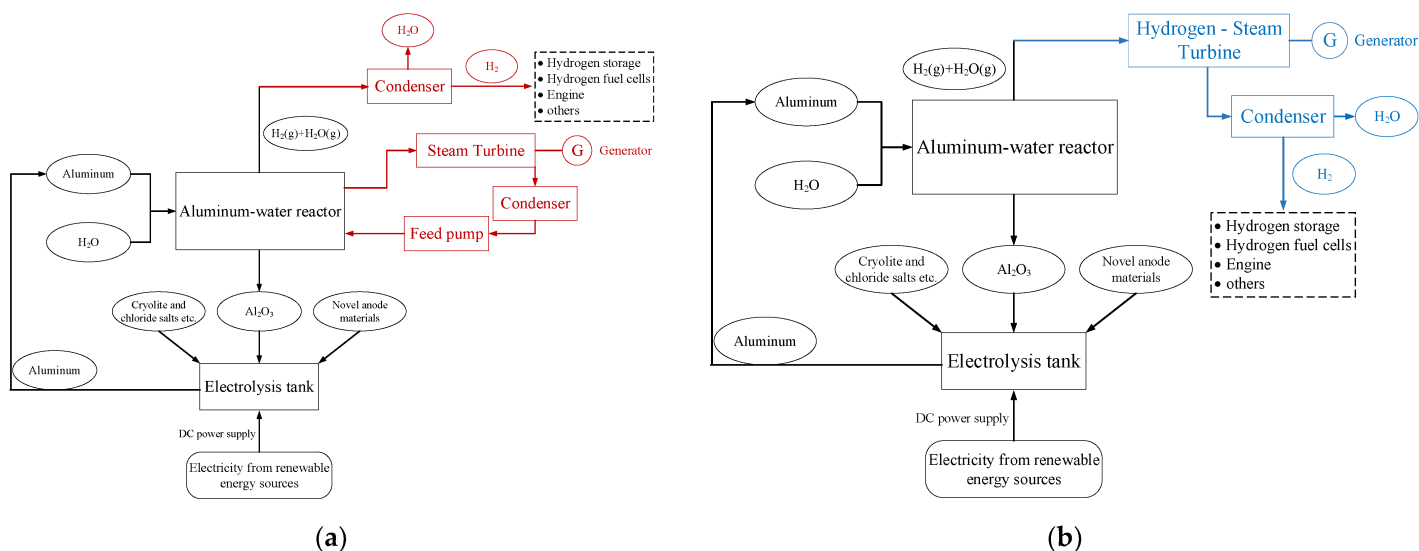 H₂O
Condenser
H₂
● Hydrogen storage
● Hydrogen fuel cells
● Engine
● others
H₂(g)+H₂O(g)
Steam Turbine
G
Generator
Condenser
Feed pump
Aluminum
H₂O
Aluminum-water reactor
Cryolite and
chloride salts etc.
Al₂O₃
Novel anode
materials
Aluminum
Electrolysis tank
DC power supply
Electricity from renewable
energy sources
(a)
Hydrogen - Steam
Turbine
G
Generator
H₂(g)+H₂O(g)
Condenser
H₂O
H₂
● Hydrogen storage
● Hydrogen fuel cells
● Engine
● others
Aluminum
H₂O
Aluminum-water reactor
Cryolite and
chloride salts etc.
Al₂O₃
Novel anode
materials
Aluminum
Electrolysis tank
DC power supply
Electricity from renewable
energy sources
(b)